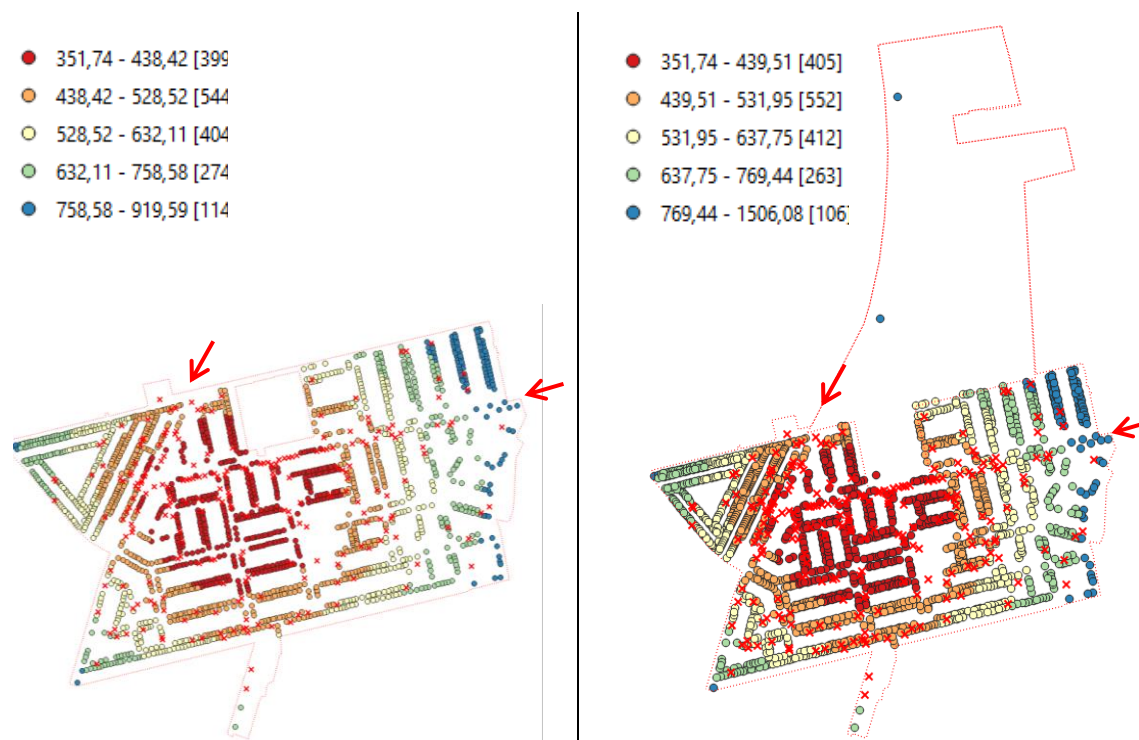 351,74 - 438,42 [399
438,42 - 528,52 [544
528,52 - 632,11 [404
632,11 - 758,58 [274
758,58 - 919,59 [114
351,74 - 439,51 [405]
439,51 - 531,95 [552]
531,95 - 637,75 [412]
637,75 - 769,44 [263]
769,44 - 1506,08 [106]